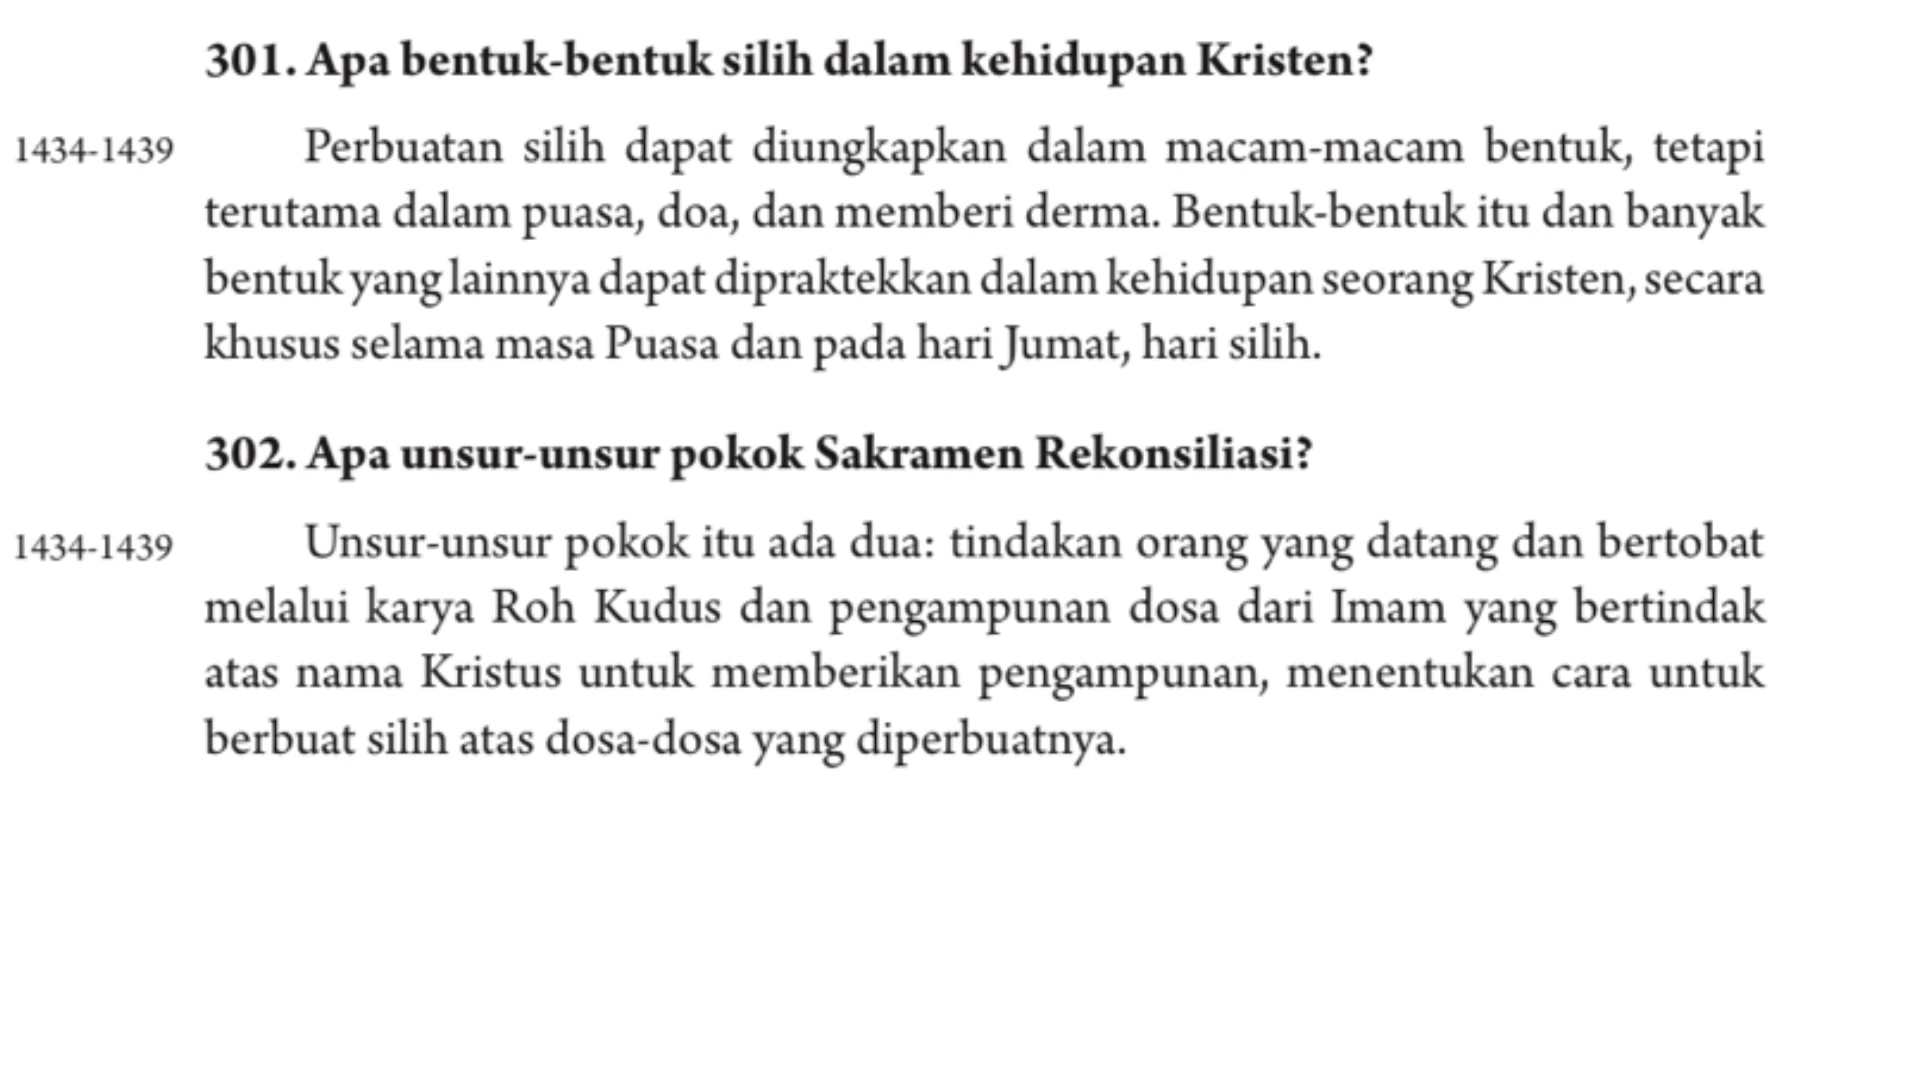 301. Apa bentuk-bentuk silih dalam kehidupan Kristen?
1434-1439 Perbuatan silih dapat diungkapkan dalam macam-macam bentuk, tetapi
terutama dalam puasa, doa, dan memberi derma. Bentuk-bentuk itu dan banyak
bentuk yang lainnya dapat dipraktekkan dalam kehidupan seorang Kristen, secara
khusus selama masa Puasa dan pada hari Jumat, hari silih.
302. Apa unsur-unsur pokok Sakramen Rekonsiliasi?
1434-1439 Unsur-unsur pokok itu ada dua: tindakan orang yang datang dan bertobat
melalui karya Roh Kudus dan pengampunan dosa dari Imam yang bertindak
atas nama Kristus untuk memberikan pengampunan, menentukan cara untuk
berbuat silih atas dosa-dosa yang diperbuatnya.